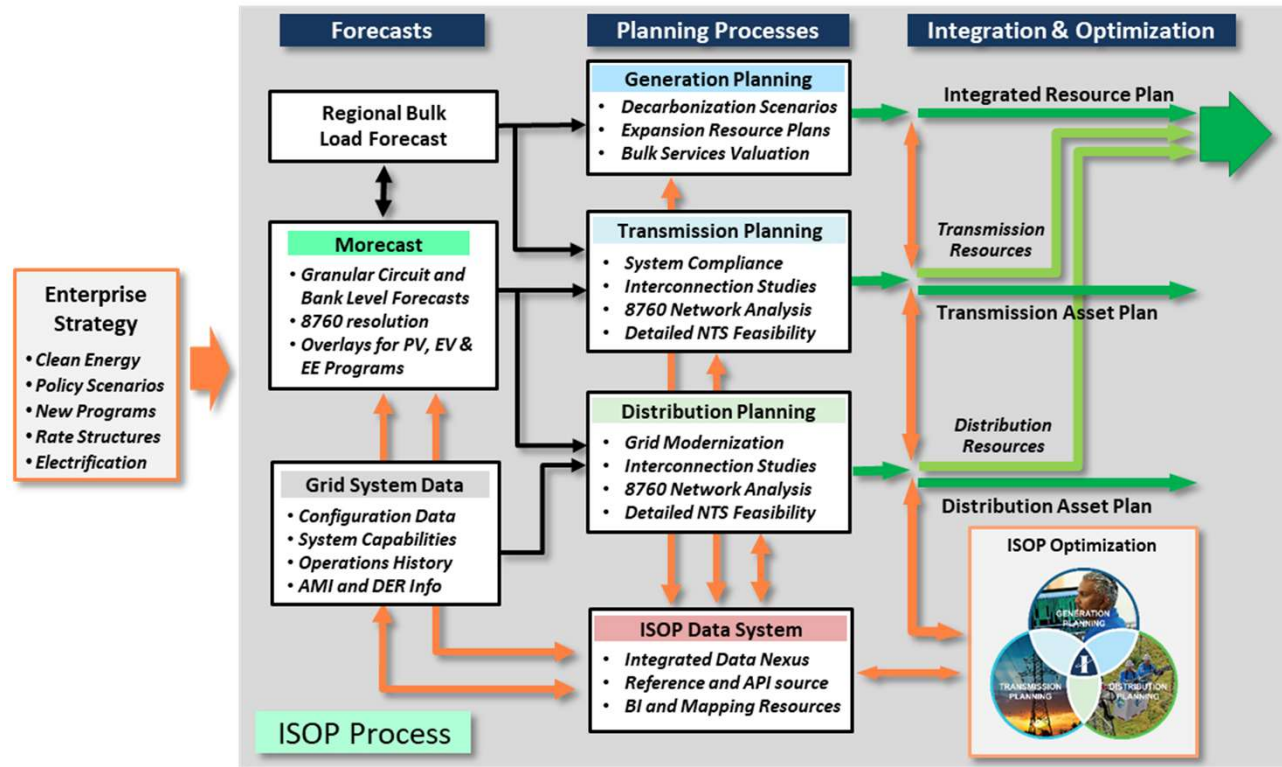 Forecasts
Planning Processes
Integration & Optimization
Enterprise
Strategy
• Clean Energy
• Policy Scenarios
• New Programs
• Rate Structures
• Electrification
Regional Bulk
Load Forecast
Morecast
• Granular Circuit and
Bank Level Forecasts
• 8760 resolution
• Overlays for PV, EV &
EE Programs
Grid System Data
• Configuration Data
• System Capabilities
• Operations History
• AMI and DER Info
Generation Planning
• Decarbonization Scenarios
• Expansion Resource Plans
• Bulk Services Valuation
Transmission Planning
• System Compliance
• Interconnection Studies
• 8760 Network Analysis
• Detailed NTS Feasibility
Distribution Planning
• Grid Modernization
• Interconnection Studies
• 8760 Network Analysis
• Detailed NTS Feasibility
ISOP Data System
• Integrated Data Nexus
• Reference and API source
• BI and Mapping Resources
Integrated Resource Plan
Transmission
Resources
Transmission Asset Plan
Distribution
Resources
Distribution Asset Plan
ISOP Optimization
GENERATION
PLANNING
TRANSMISSION
PLANNING
DISTRIBUTION
PLANNING
ISOP Process